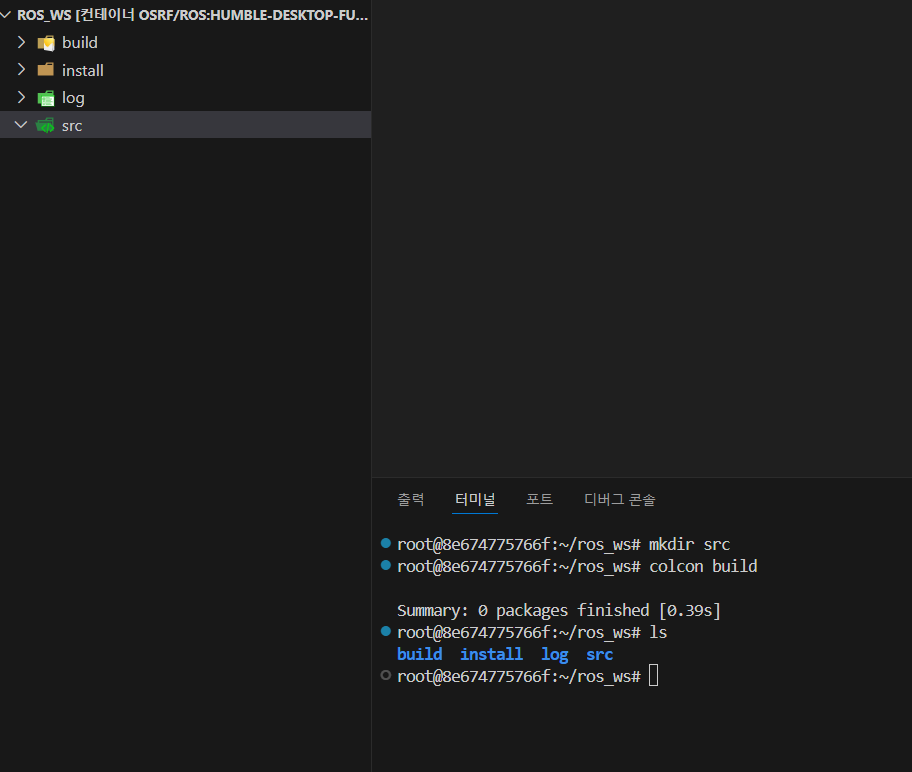 ROS_WS [컨테이너 OSRF/ROS:HUMBLE-DESKTOP-FU...
build
install
log
src
출력 터미널 포트 디버그 콘솔
root@8e674775766f:~/ros_ws# mkdir src
root@8e674775766f:~/ros_ws# colcon build
Summary: 0 packages finished [0.39s]
root@8e674775766f:~/ros_ws# ls
build install log src
root@8e674775766f:~/ros_ws#